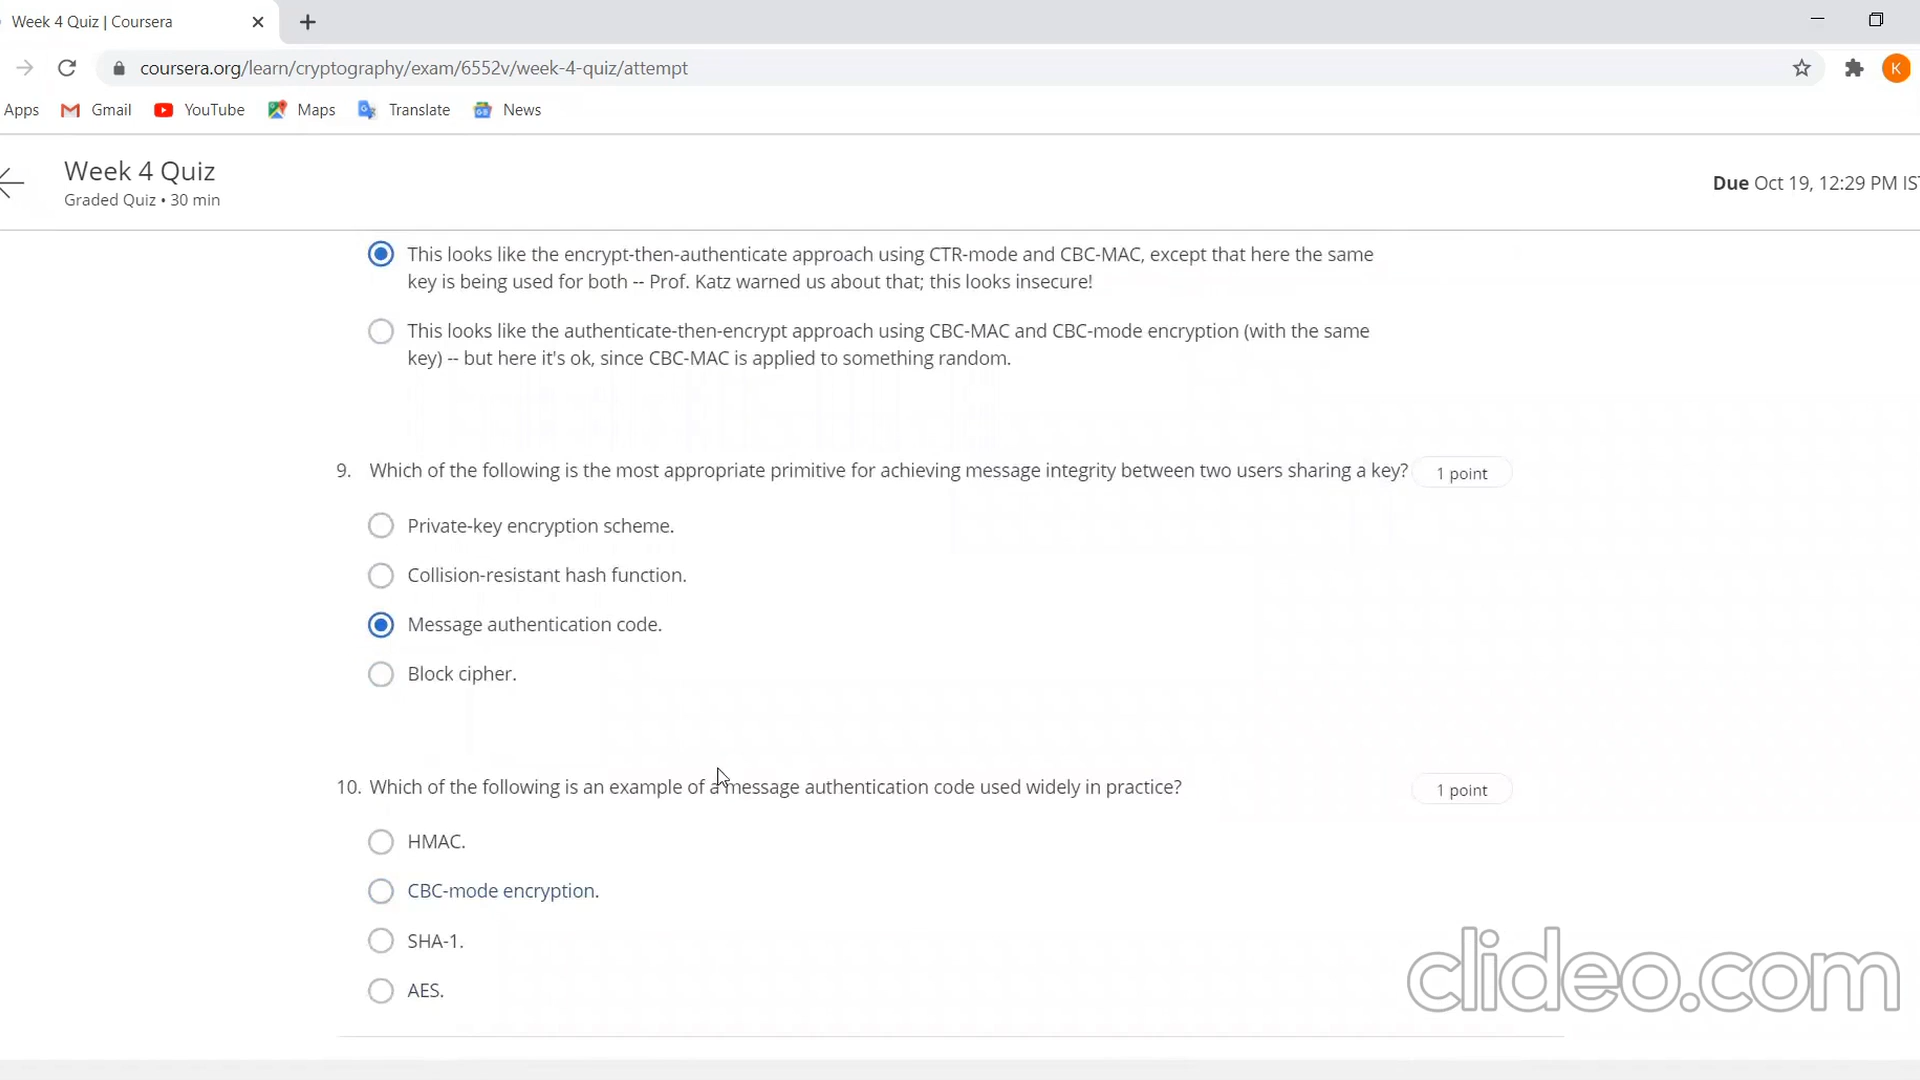 Week 4 Quiz | Coursera
coursera.org/learn/cryptography/exam/6552v/week-4-quiz/attempt
K
Apps Gmail YouTube Maps Translate News
Week 4 Quiz
Graded Quiz • 30 min
Due Oct 19, 12:29 PM IST
This looks like the encrypt-then-authenticate approach using CTR-mode and CBC-MAC, except that here the same
key is being used for both -- Prof. Katz warned us about that; this looks insecure!
This looks like the authenticate-then-encrypt approach using CBC-MAC and CBC-mode encryption (with the same
key) -- but here it's ok, since CBC-MAC is applied to something random.
9. Which of the following is the most appropriate primitive for achieving message integrity between two users sharing a key? 1 point
Private-key encryption scheme.
Collision-resistant hash function.
Message authentication code.
Block cipher.
10. Which of the following is an example of a message authentication code used widely in practice? 1 point
HMAC.
CBC-mode encryption.
SHA-1.
AES.
clideo.com